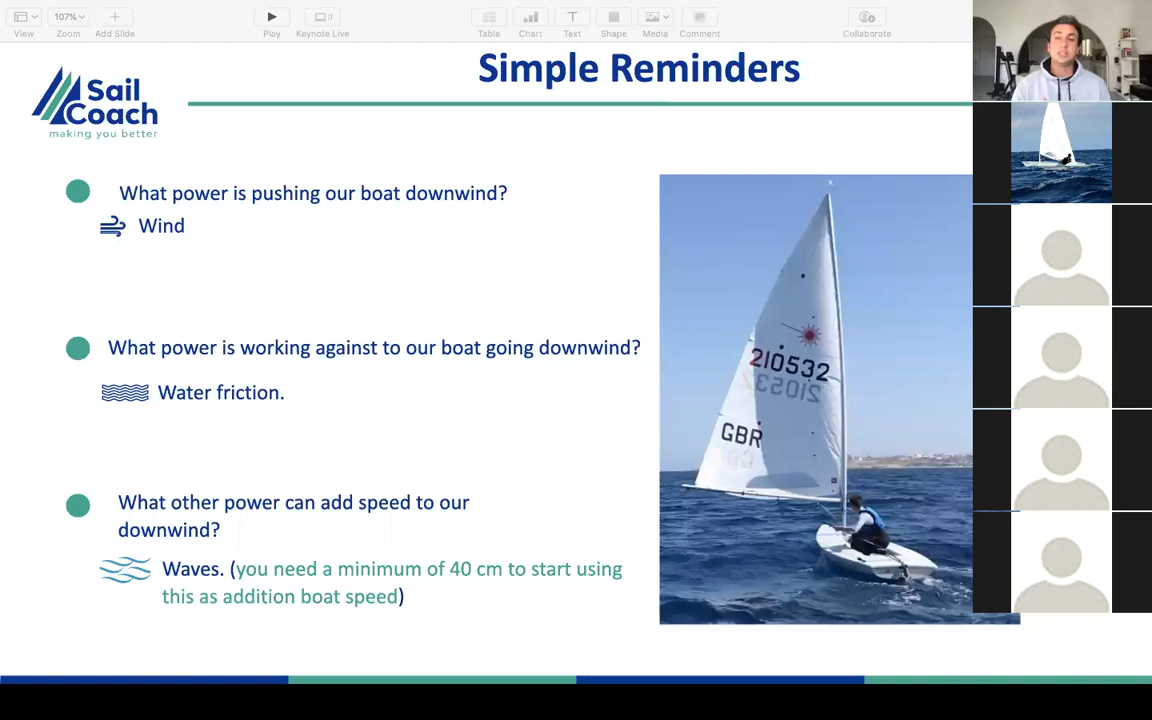 107%
View
Zoom
Add Slide
Play
Keynote Live
Table
Chart
Text
Shape
Media
Comment
Collaborate
Simple Reminders
Sail
Coach
making you better
What power is pushing our boat downwind?
Wind
What power is working against to our boat going downwind?
Water friction.
What other power can add speed to our
downwind?
Waves. (you need a minimum of 40 cm to start using
this as addition boat speed)
210532
GBR